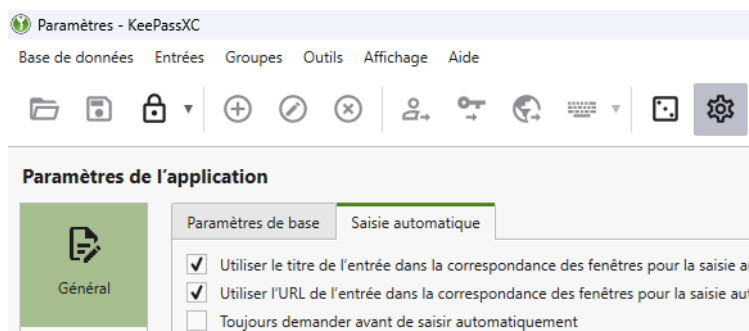 Paramètres - KeePassXC
Base de données Entrées Groupes Outils Affichage Aide
Paramètres de l’application
Paramètres de base Saisie automatique
Utiliser le titre de l’entrée dans la correspondance des fenêtres pour la saisie
Général
Utiliser l’URL de l’entrée dans la correspondance des fenêtres pour la saisie
Toujours demander avant de saisir automatiquement